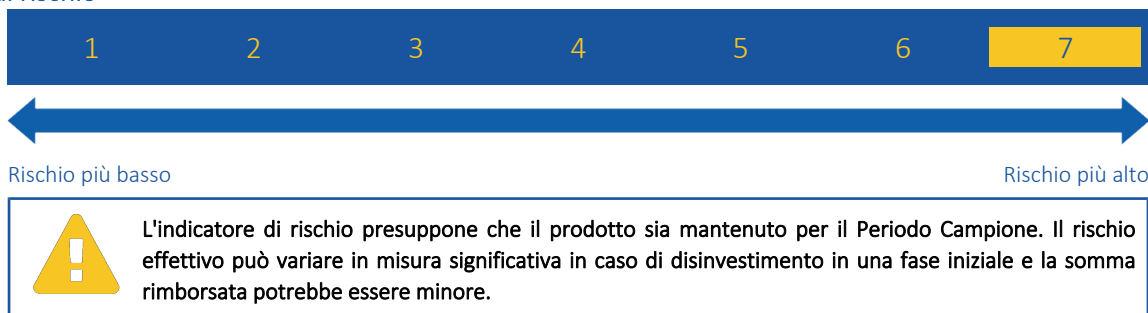 1 2 3 4 5 6 7
Rischio più basso Rischio più alto
L'indicatore di rischio presuppone che il prodotto sia mantenuto per il Periodo Campione. Il rischio
effettivo può variare in misura significativa in caso di disinvestimento in una fase iniziale e la somma
rimborsata potrebbe essere minore.